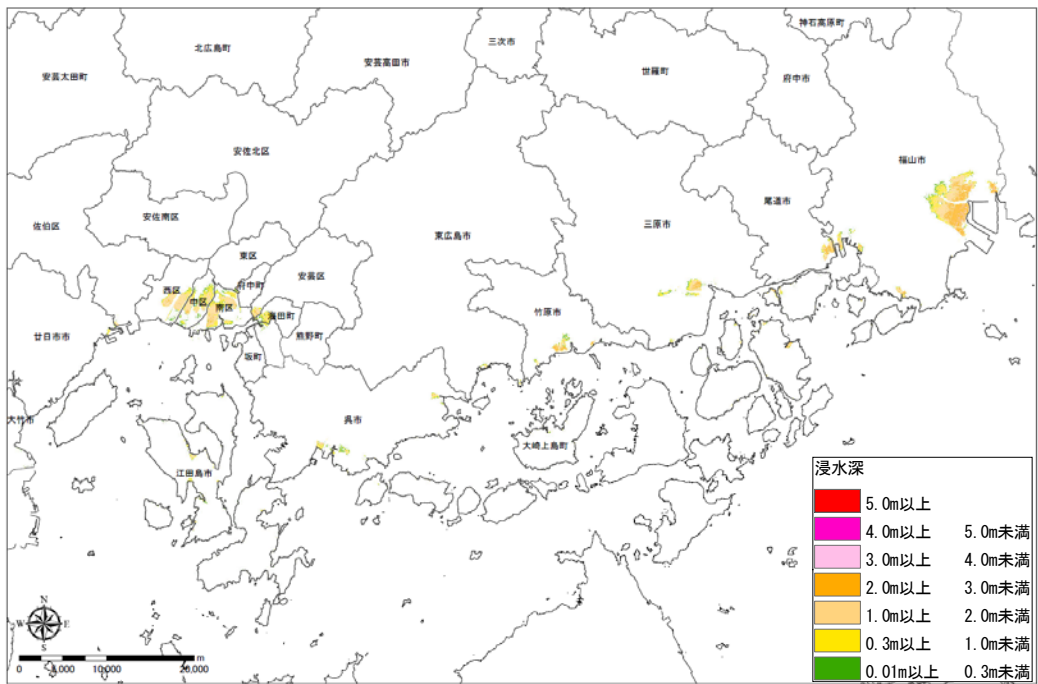 神石高原町
北広島町
三次市
安芸高田市
世羅町
安芸太田町
府中市
安佐北区
福山市
安佐南区
尾道市
佐伯区
三原市
東広島市
東区
安芸区
府中町
西区
中区
南区
海田町
竹原市
廿日市市
熊野町
坂町
大竹市
呉市
大崎上島町
江田島市
浸水深
5.0m以上
4.0m以上 5.0m未満
3.0m以上 4.0m未満
2.0m以上 3.0m未満
1.0m以上 2.0m未満
0.3m以上 1.0m未満
0.01m以上 0.3m未満
N
W E
S
m
0 5,000 10,000 20,000